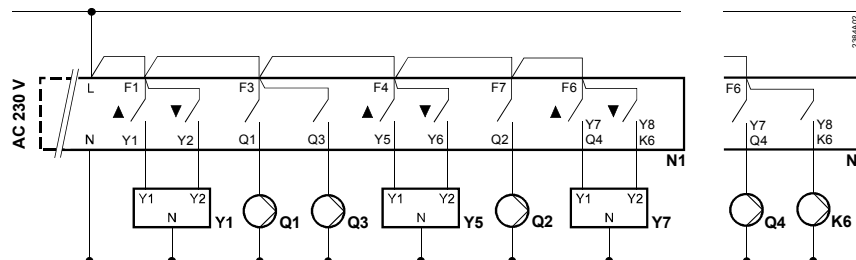 AC 230 V
L F1 F3 F4 F7 F6 F6
Y7 Y8 Y7 Y8
N Y1 Y2 Q1 Q3 Y5 Y6 Q2 Q4 K6 Q4 K6
N1 N
Y1 Y2 Y1 Y2 Y1 Y2
N Y1 Q1 Q3 N Y5 Q2 N Y7 Q4 K6